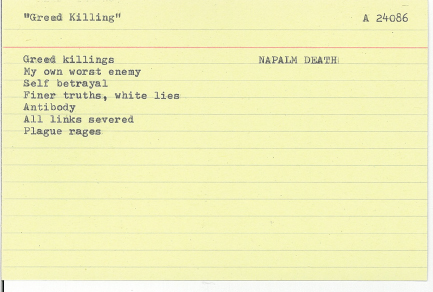 "Greed Killing" A 24086
Greed killings NAPALM DEATH
My own worst enemy
Self betrayal
Finer truths, white lies
Antibody
All links severed
Plague rages